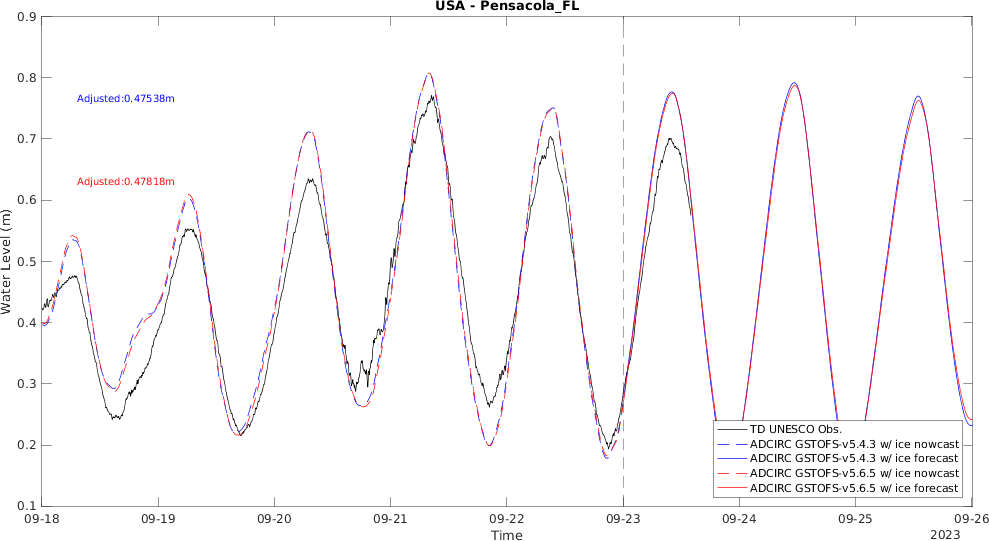 USA - Pensacola_FL
0.9
0.8
0.7
0.6
0.5
0.4
0.3
0.2
0.1
Water Level (m)
Adjusted:0.47538m
Adjusted:0.47818m
TD UNESCO Obs.
ADCIRC GSTOFS-v5.4.3 w/ ice nowcast
ADCIRC GSTOFS-v5.4.3 w/ ice forecast
ADCIRC GSTOFS-v5.6.5 w/ ice nowcast
ADCIRC GSTOFS-v5.6.5 w/ ice forecast
09-18 09-19 09-20 09-21 09-22 09-23 09-24 09-25 09-26
Time
2023